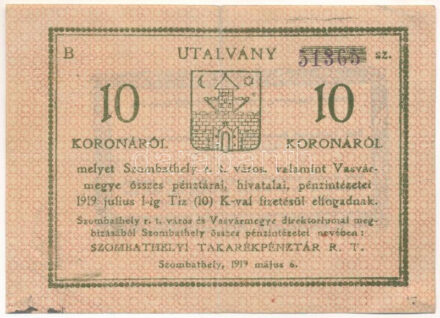 B UTALVÁNY 51365 sz.
10 10
KORONÁRÓL KORONÁRÓL
melyet Szombathely r. t. város, valamint Vasvár-
megye összes pénztárai, hivatalai, pénzintézetei
1919 julius 1-ig Tiz (10) K-val fizetésül elfogadnak.
Szombathely r. t. város és Vasvármegye direktoriumai meg-
bizásából Szombathely összes pénzintézetei nevében:
SZOMBATHELYI TAKARÉKPÉNZTÁR R. T.
Szombathely, 1919 május 6.